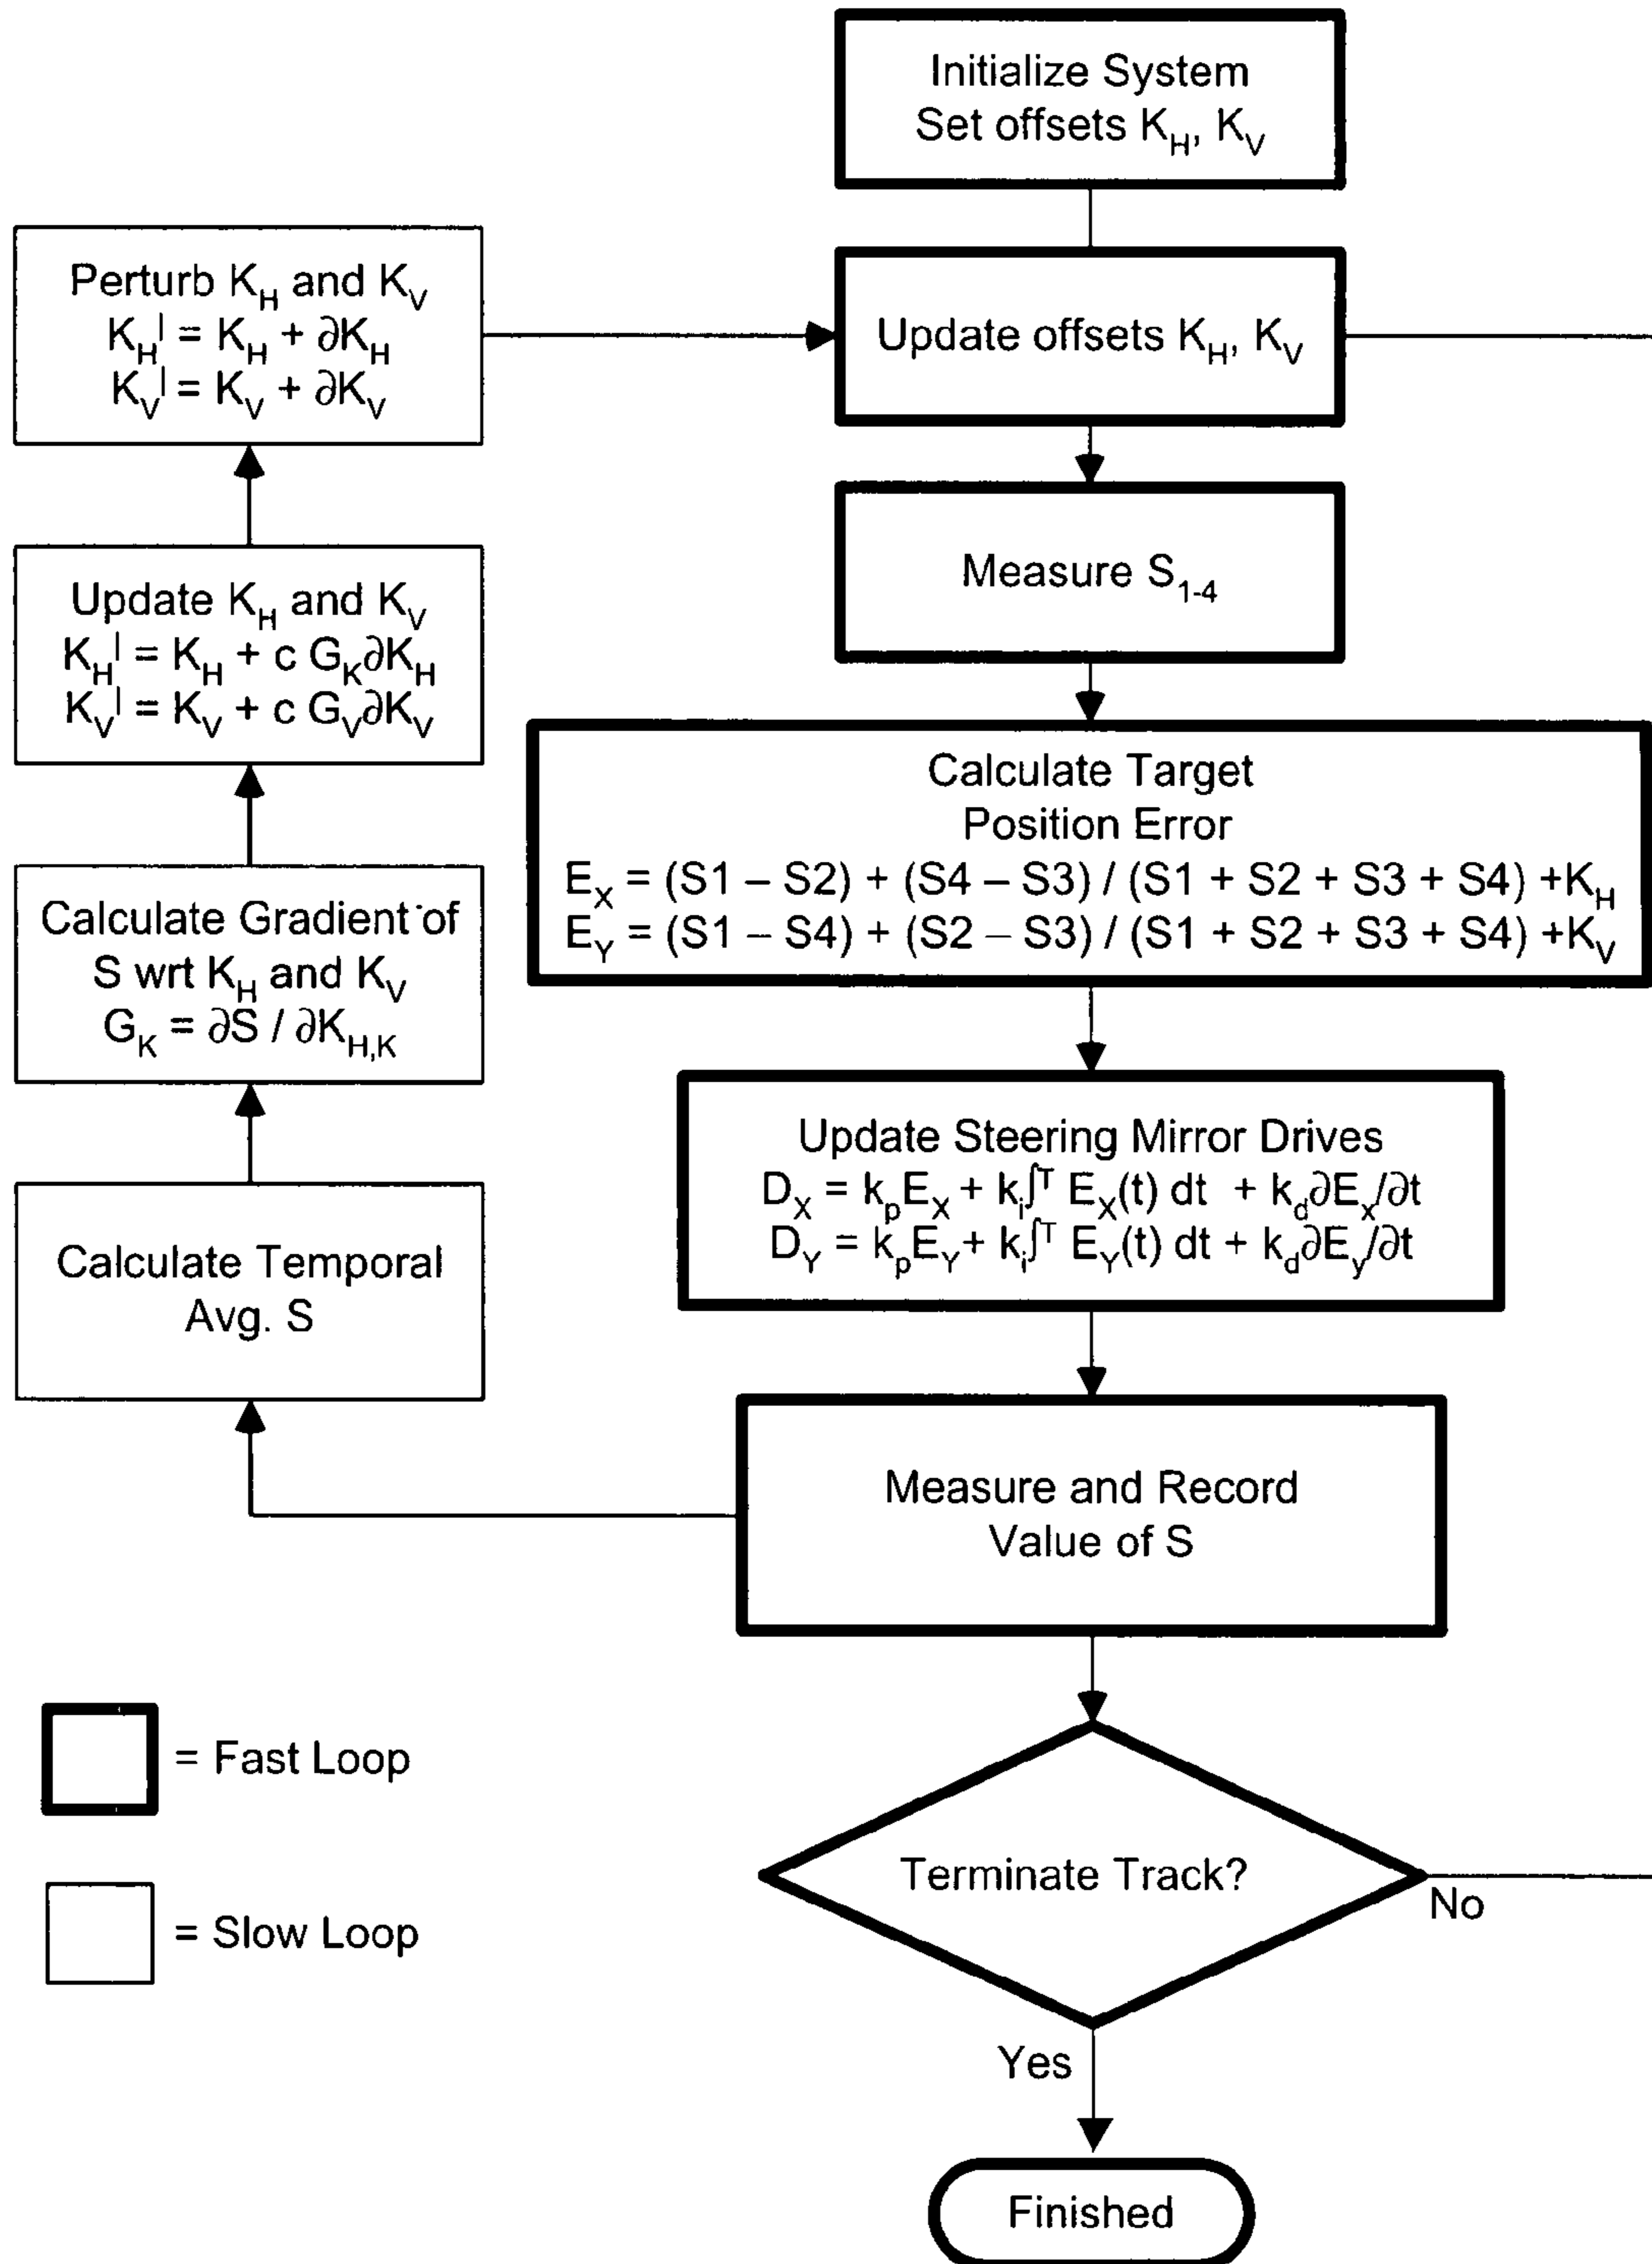 Initialize System
Set offsets K_H, K_V
Perturb K_H and K_V
K_H^| = K_H + ∂K_H
K_V^| = K_V + ∂K_V
Update offsets K_H, K_V
Measure S_1-4
Update K_H and K_V
K_H^| = K_H + c G_K∂K_H
K_V^| = K_V + c G_V∂K_V
Calculate Target
Position Error
E_X = (S1 – S2) + (S4 – S3) / (S1 + S2 + S3 + S4) +K_H
E_Y = (S1 – S4) + (S2 – S3) / (S1 + S2 + S3 + S4) +K_V
Calculate Gradient of
S wrt K_H and K_V
G_K = ∂S / ∂K_H,K
Update Steering Mirror Drives
D_X = k_p E_X + k_i∫^T E_X(t) dt + k_d∂E_x/∂t
D_Y = k_p E_Y+ k_i∫^T E_Y(t) dt + k_d∂E_y/∂t
Calculate Temporal
Avg. S
Measure and Record
Value of S
= Fast Loop
= Slow Loop
Terminate Track?
No
Yes
Finished